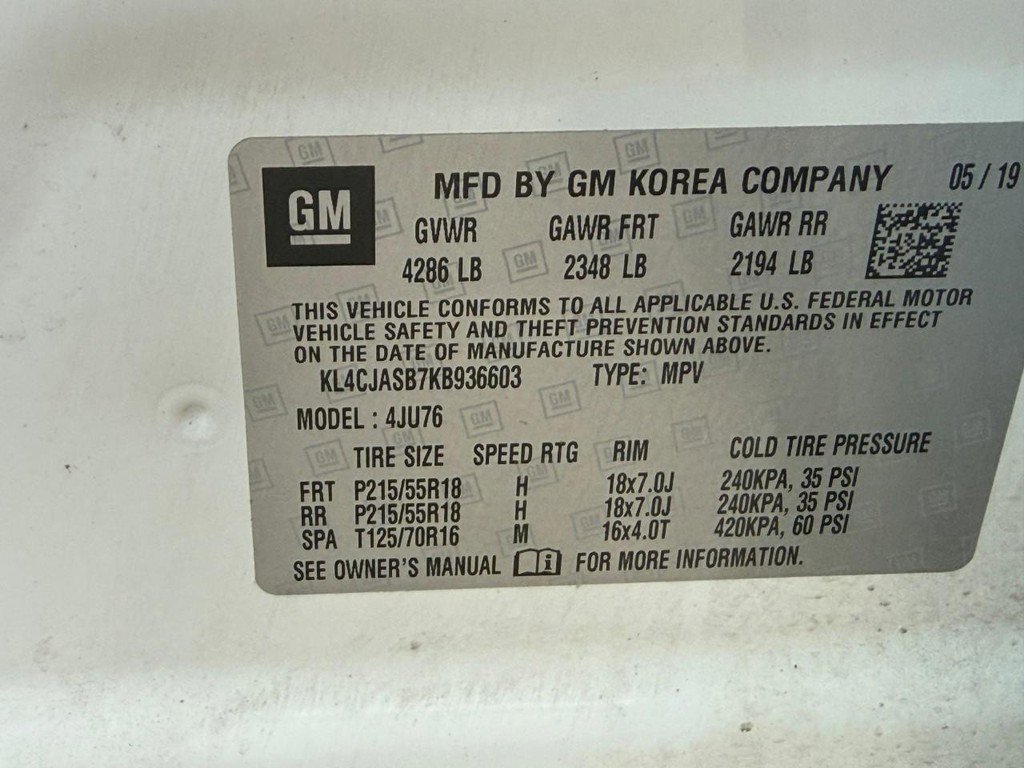 GM MFD BY GM KOREA COMPANY 05 / 19
GVWR GAWR FRT GAWR RR
4286 LB 2348 LB 2194 LB
THIS VEHICLE CONFORMS TO ALL APPLICABLE U.S. FEDERAL MOTOR
VEHICLE SAFETY AND THEFT PREVENTION STANDARDS IN EFFECT
ON THE DATE OF MANUFACTURE SHOWN ABOVE.
KL4CJASB7KB936603 TYPE: MPV
MODEL : 4JU76
TIRE SIZE SPEED RTG RIM COLD TIRE PRESSURE
FRT P215/55R18 H 18x7.0J 240KPA, 35 PSI
RR P215/55R18 H 18x7.0J 240KPA, 35 PSI
SPA T125/70R16 M 16x4.0T 420KPA, 60 PSI
SEE OWNER'S MANUAL FOR MORE INFORMATION.